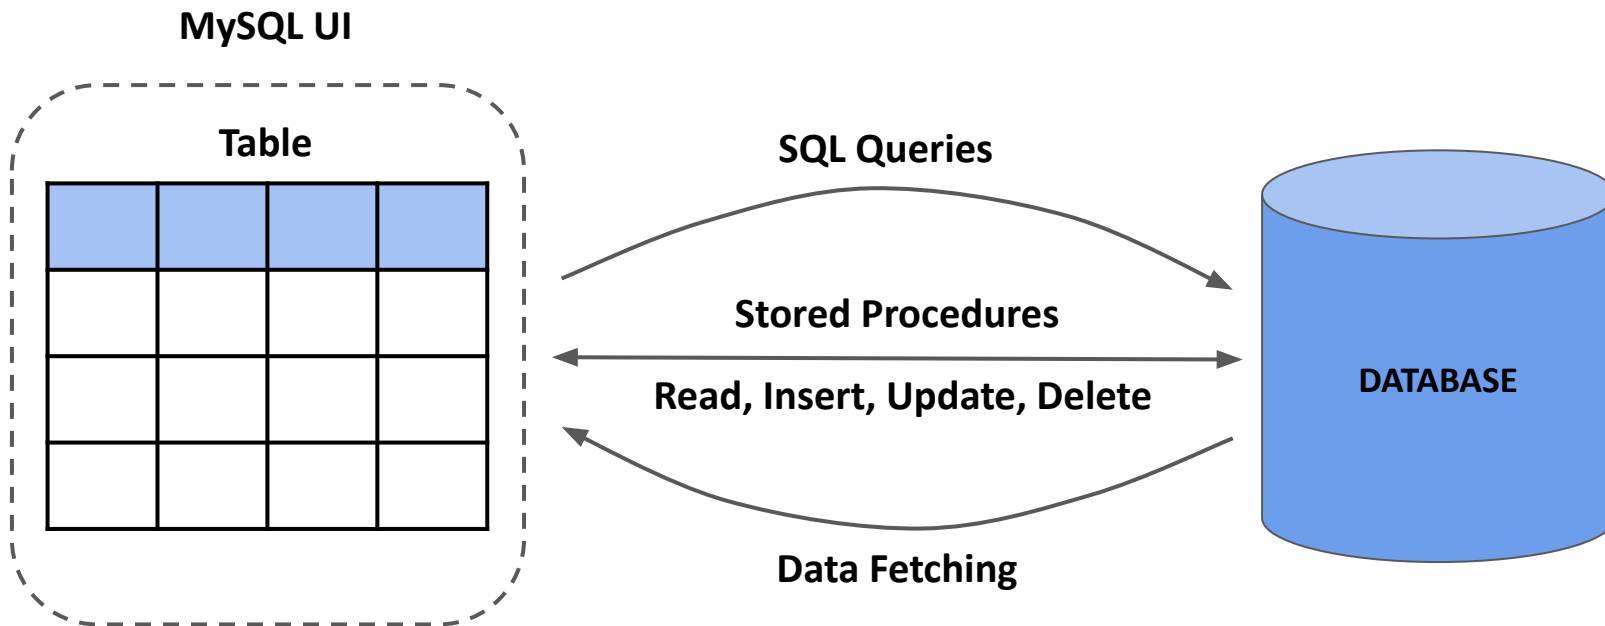 MySQL UI
Table
SQL Queries
Stored Procedures
Read, Insert, Update, Delete
DATABASE
Data Fetching